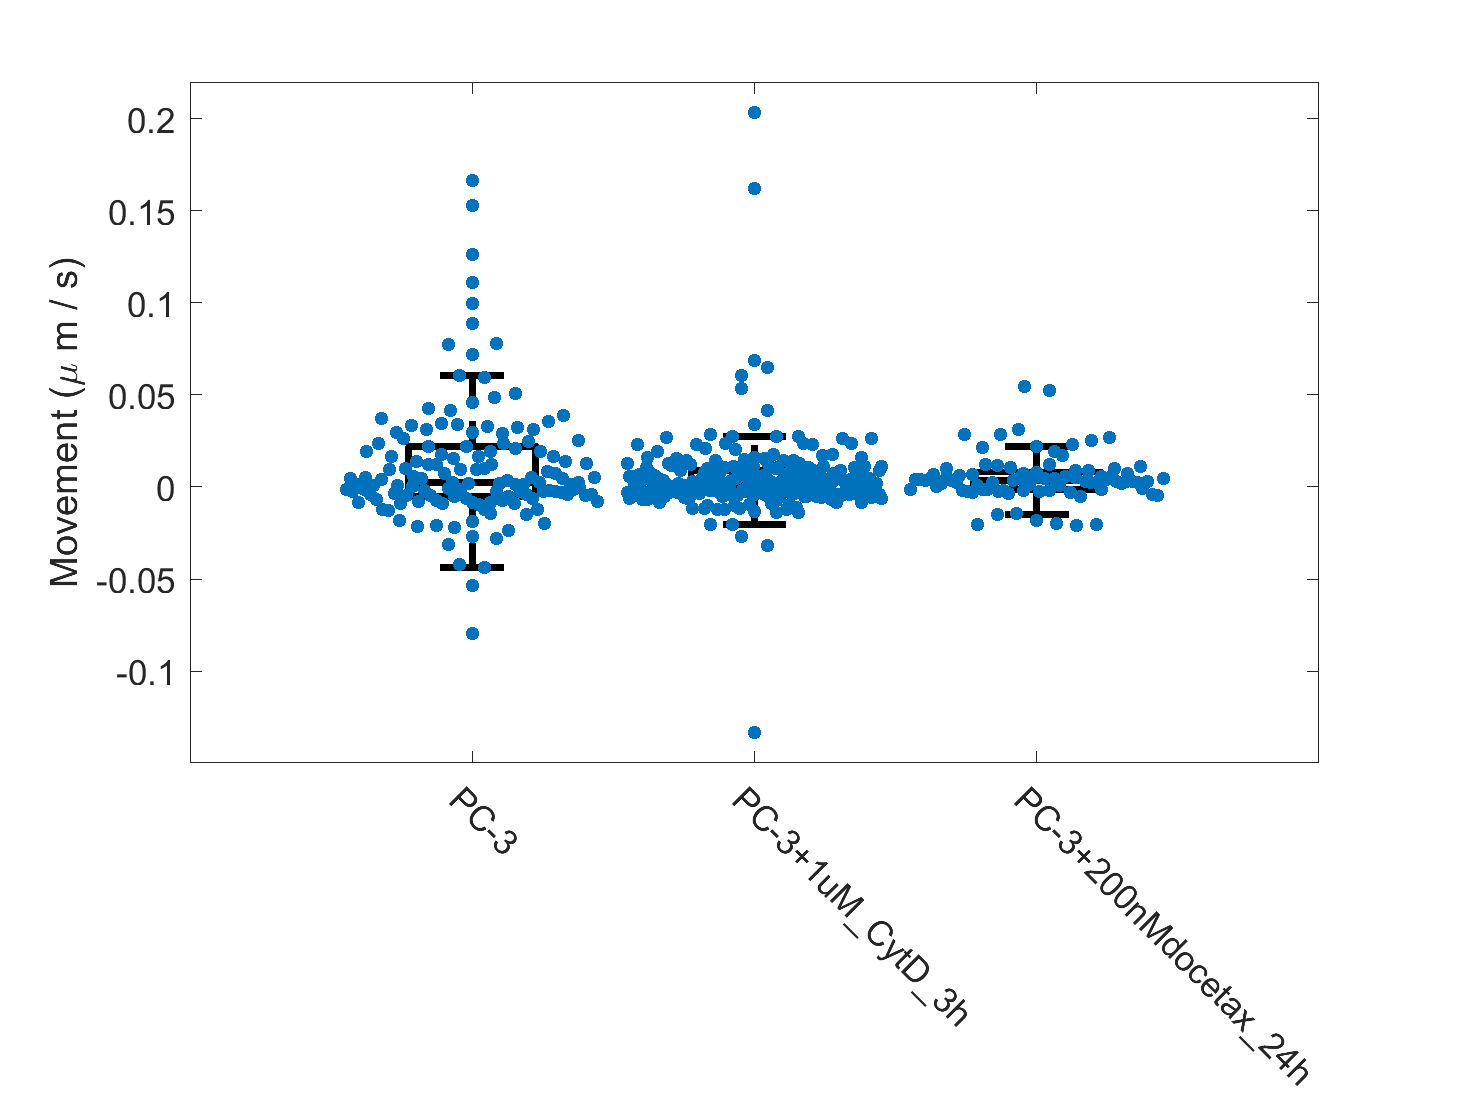 0.2
0.15
0.1
0.05
0
-0.05
-0.1
Movement (μ m / s)
PC-3
PC-3+1uM_CytD_3h
PC-3+200nMdocetax_24h